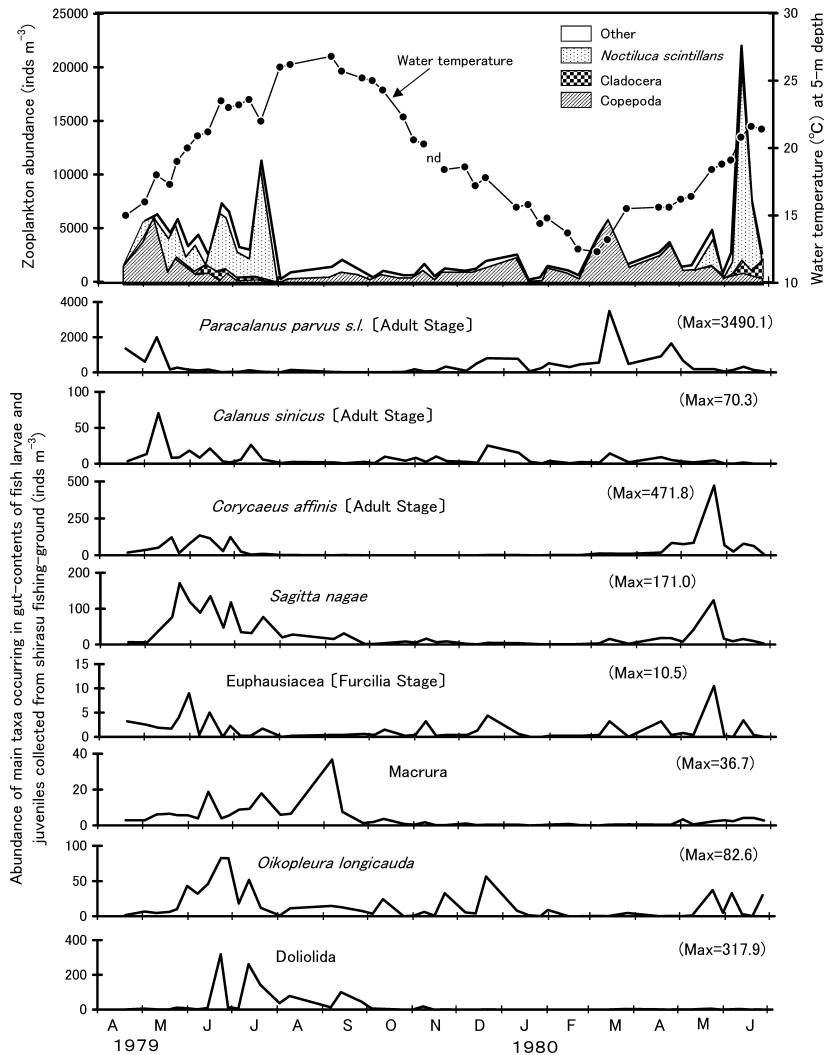 Zooplankton abundance (inds m⁻³)
25000
20000
15000
10000
5000
0
Water temperature
nd
Other
Noctiluca scintillans
Cladocera
Copepoda
30
25
20
15
10
Water temperature (℃) at 5-m depth
Abundance of main taxa occurring in gut-contents of fish larvae and
juveniles collected from shirasu fishing-ground (inds m⁻³)
4000
2000
0
Paracalanus parvus s.l. 〔Adult Stage〕
(Max=3490.1)
100
50
0
Calanus sinicus 〔Adult Stage〕
(Max=70.3)
500
250
0
Corycaeus affinis 〔Adult Stage〕
(Max=471.8)
200
100
0
Sagitta nagae
(Max=171.0)
15
10
5
0
Euphausiacea 〔Furcilia Stage〕
(Max=10.5)
40
20
0
Macrura
(Max=36.7)
100
50
0
Oikopleura longicauda
(Max=82.6)
400
200
0
Doliolida
(Max=317.9)
A M J J A S O N D J F M A M J
1979 1980